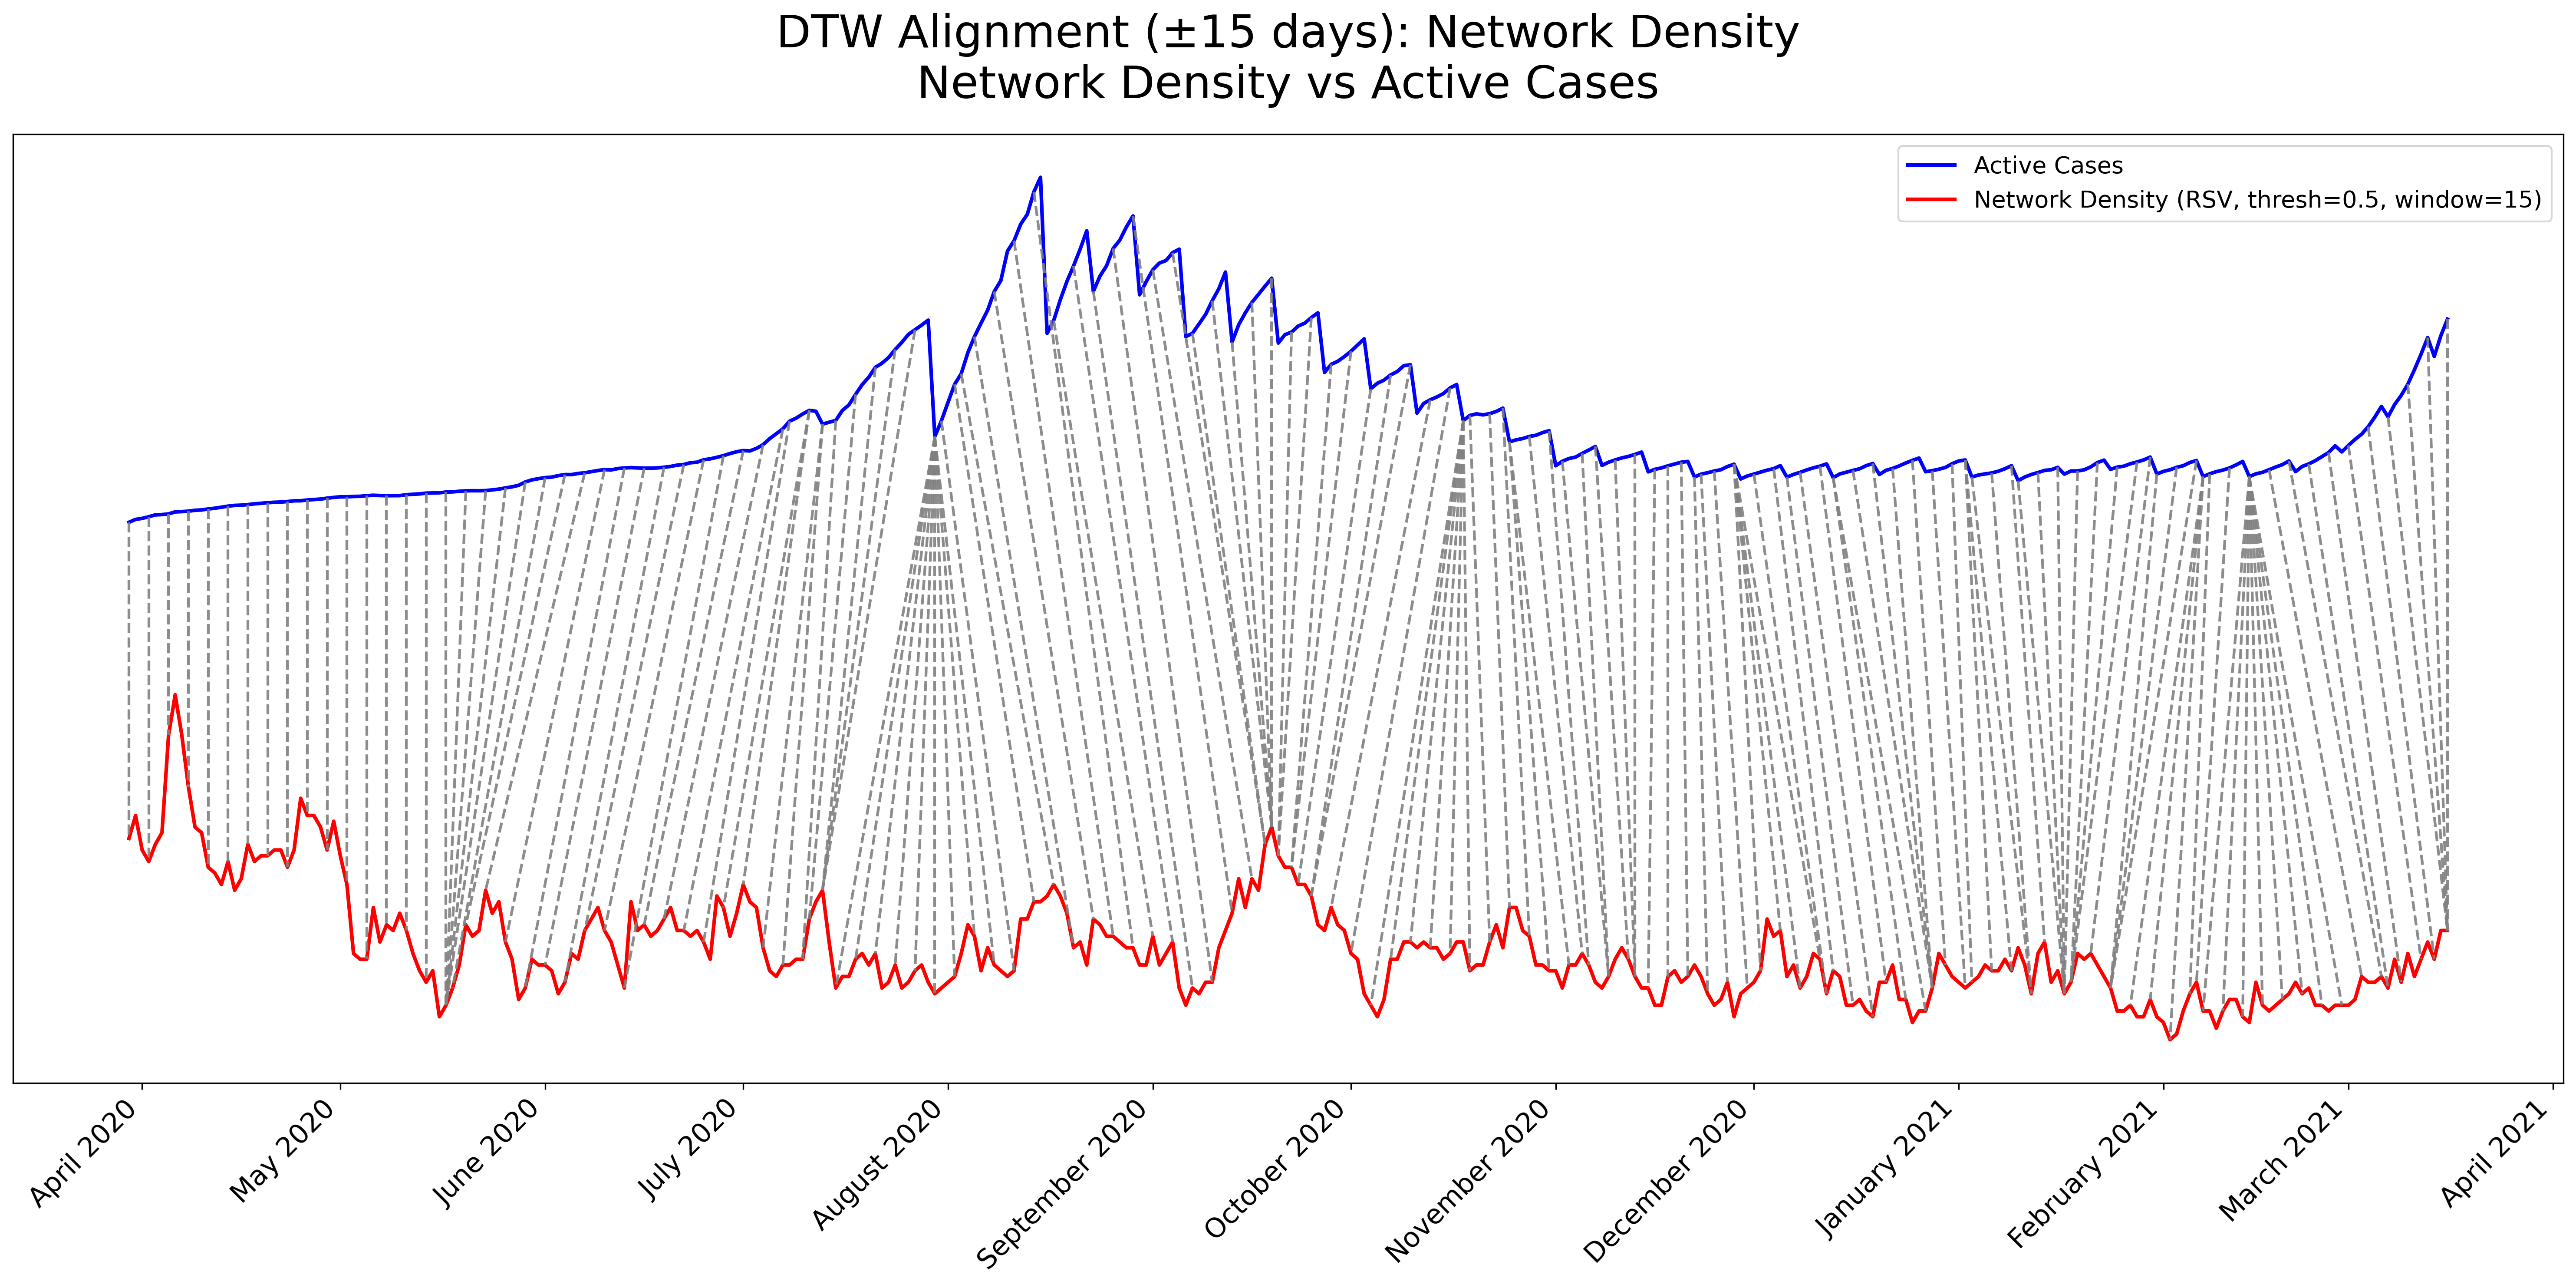 DTW Alignment (±15 days): Network Density
Network Density vs Active Cases
Active Cases
Network Density (RSV, thresh=0.5, window=15)
April 2020
May 2020
June 2020
July 2020
August 2020
September 2020
October 2020
November 2020
December 2020
January 2021
February 2021
March 2021
April 2021